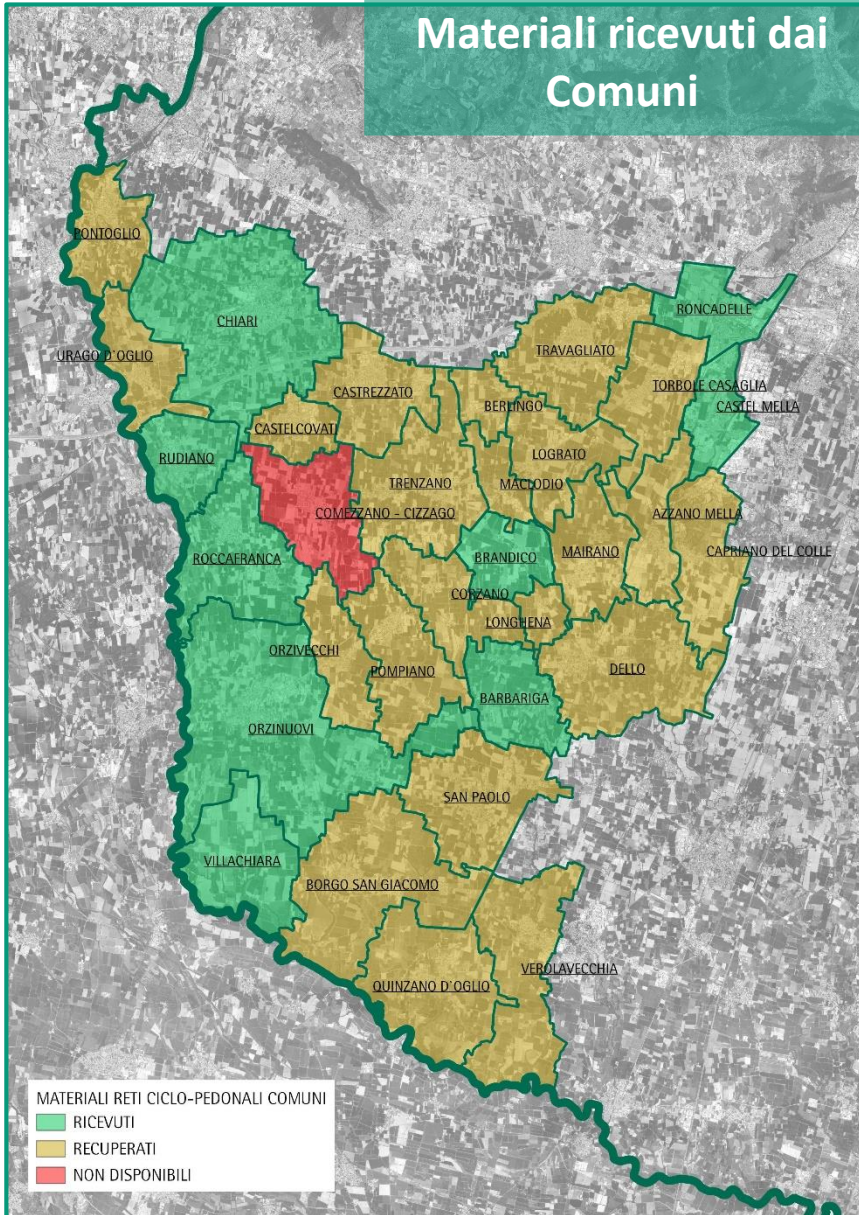 Materiali ricevuti dai
Comuni
PONTOGLIO
CHIARI
RONCADELLE
URAGO D`OGLIO
TRAVAGLIATO
CASTREZZATO
TORBOLE CASAGLIA
BERLINGO
CASTEL MELLA
CASTELCOVATI
RUDIANO
LOGRATO
TRENZANO
MACLODIO
COMEZZANO - CIZZAGO
AZZANO MELLA
ROCCAFRANCA
BRANDICO
MAIRANO
CAPRIANO DEL COLLE
CORZANO
LONGHENA
ORZIVECCHI
POMPIANO
DELLO
BARBARIGA
ORZINUOVI
SAN PAOLO
VILLACHIARA
BORGO SAN GIACOMO
VEROLAVECCHIA
QUINZANO D`OGLIO
MATERIALI RETI CICLO-PEDONALI COMUNI
RICEVUTI
RECUPERATI
NON DISPONIBILI